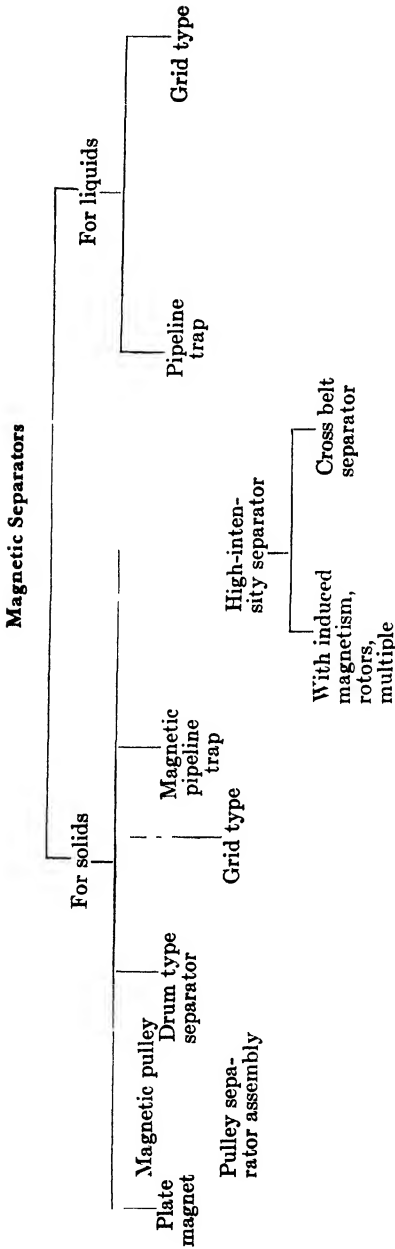 Magnetic Separators
For solids
For liquids
Plate
magnet
Magnetic pulley
Pulley sepa-
rator assembly
Drum type
separator
Grid type
Magnetic
pipeline
trap
High-inten-
sity separator
With induced
magnetism,
rotors,
multiple
Cross belt
separator
Pipeline
trap
Grid type